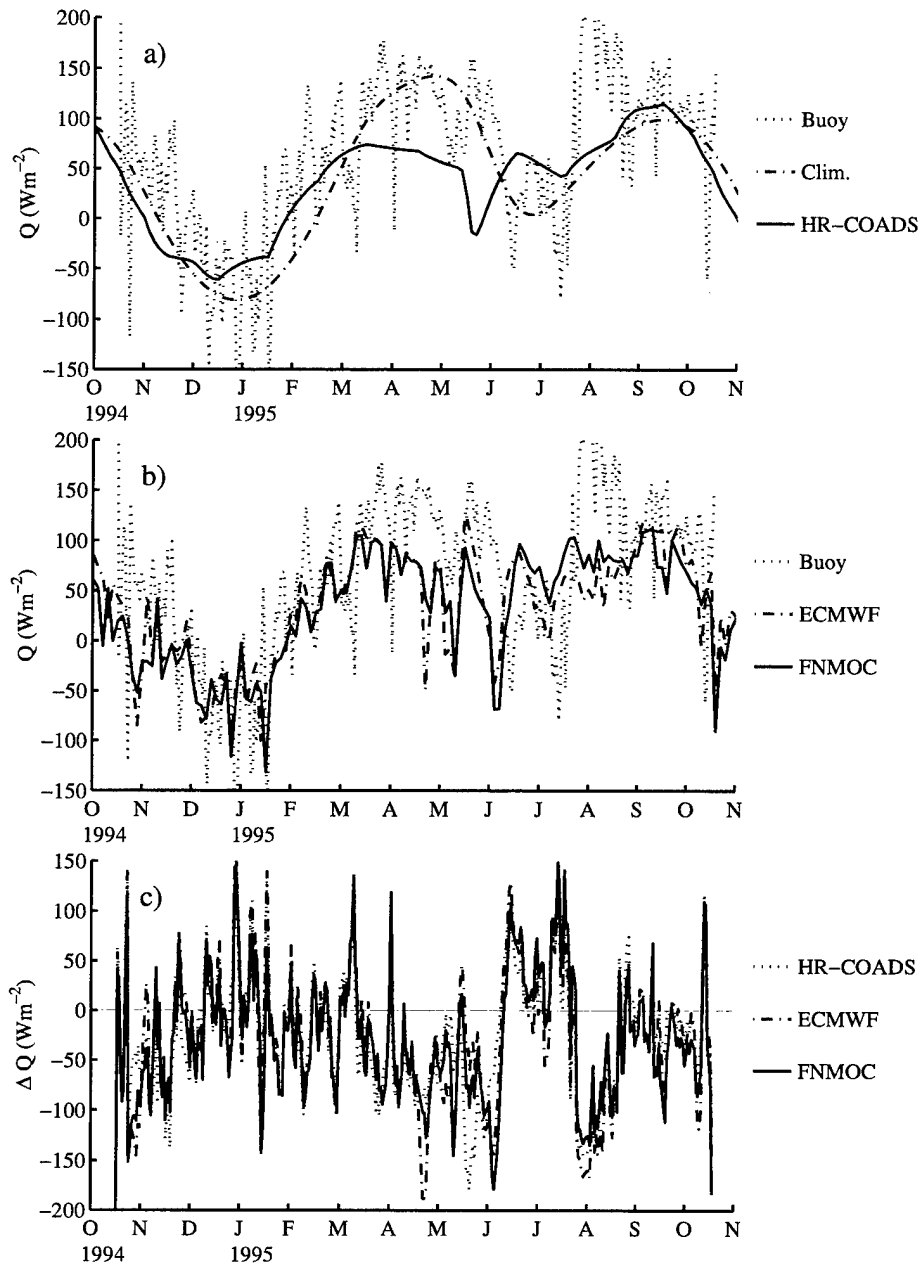 a)
Q (Wm−2)
200
150
100
50
0
−50
−100
−150
O N D J F M A M J J A S O N
1994 1995
Buoy
Clim.
HR−COADS
b)
Q (Wm−2)
200
150
100
50
0
−50
−100
−150
O N D J F M A M J J A S O N
1994 1995
Buoy
ECMWF
FNMOC
c)
Δ Q (Wm−2)
150
100
50
0
−50
−100
−150
−200
O N D J F M A M J J A S O N
1994 1995
HR−COADS
ECMWF
FNMOC